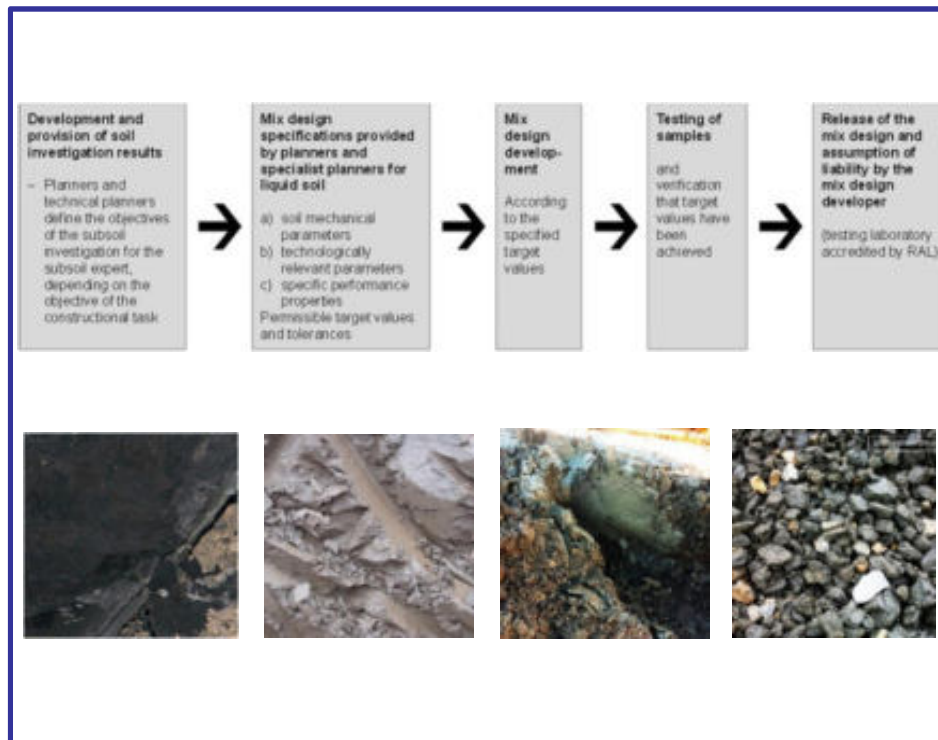 Development and
provision of soil
investigation results
– Planners and
technical planners
define the objectives
of the subsoil
investigation for the
subsoil expert,
depending on the
objective of the
constructional task
Mix design
specifications provided
by planners and
specialist planners for
liquid soil
a) soil mechanical
parameters
b) technologically
relevant parameters
c) specific performance
properties
Permissible target values
and tolerances
Mix
design
develop-
ment
According
to the
specified
target
values
Testing of
samples
and
verification
that target
values have
been
achieved
Release of the
mix design and
assumption of
liability by the
mix design
developer
(testing laboratory
accredited by RAL)